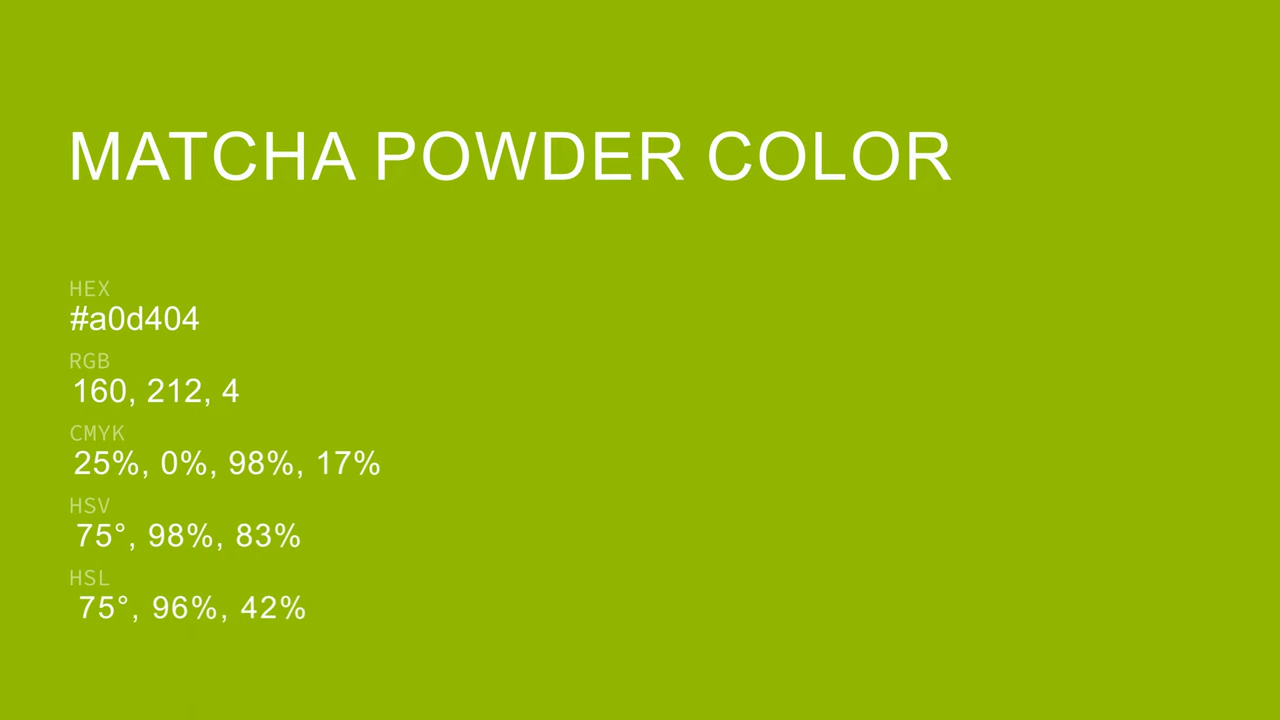 MATCHA POWDER COLOR
HEX
#a0d404
RGB
160, 212, 4
CMYK
25%, 0%, 98%, 17%
HSV
75°, 98%, 83%
HSL
75°, 96%, 42%